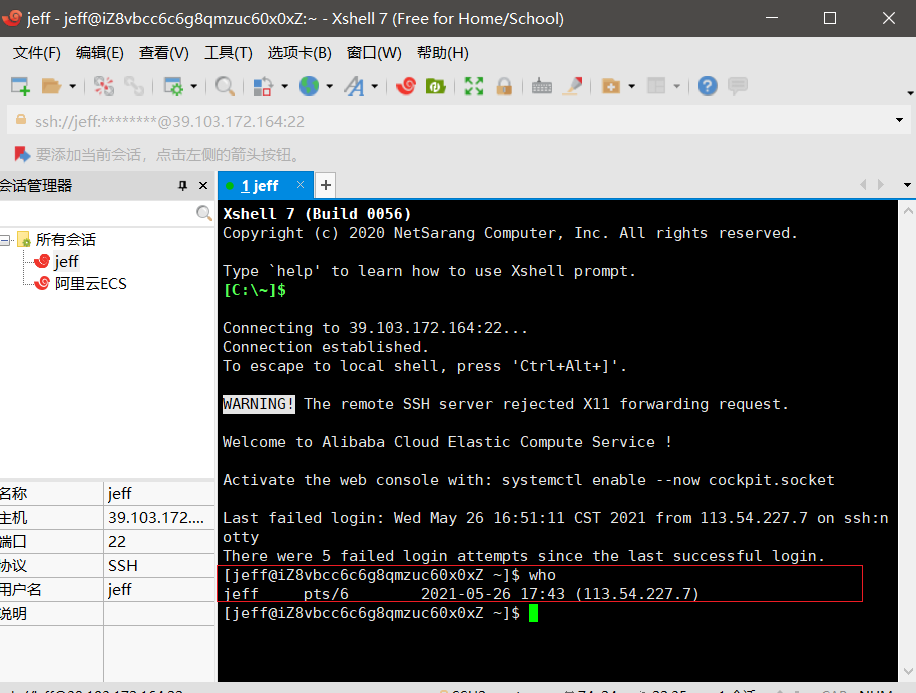 jeff - jeff@iZ8vbcc6c6g8qmzuc60x0xZ:~ - Xshell 7 (Free for Home/School)
文件(F) 编辑(E) 查看(V) 工具(T) 选项卡(B) 窗口(W) 帮助(H)
ssh://jeff:********@39.103.172.164:22
要添加当前会话，点击左侧的箭头按钮。
会话管理器
1 jeff
所有会话
jeff
阿里云ECS
名称 jeff
主机 39.103.172....
端口 22
协议 SSH
用户名 jeff
说明
Xshell 7 (Build 0056)
Copyright (c) 2020 NetSarang Computer, Inc. All rights reserved.
Type `help' to learn how to use Xshell prompt.
[C:\~]$
Connecting to 39.103.172.164:22...
Connection established.
To escape to local shell, press 'Ctrl+Alt+]'.
WARNING! The remote SSH server rejected X11 forwarding request.
Welcome to Alibaba Cloud Elastic Compute Service !
Activate the web console with: systemctl enable --now cockpit.socket
Last failed login: Wed May 26 16:51:11 CST 2021 from 113.54.227.7 on ssh:n
otty
There were 5 failed login attempts since the last successful login.
[jeff@iZ8vbcc6c6g8qmzuc60x0xZ ~]$ who
jeff pts/6 2021-05-26 17:43 (113.54.227.7)
[jeff@iZ8vbcc6c6g8qmzuc60x0xZ ~]$